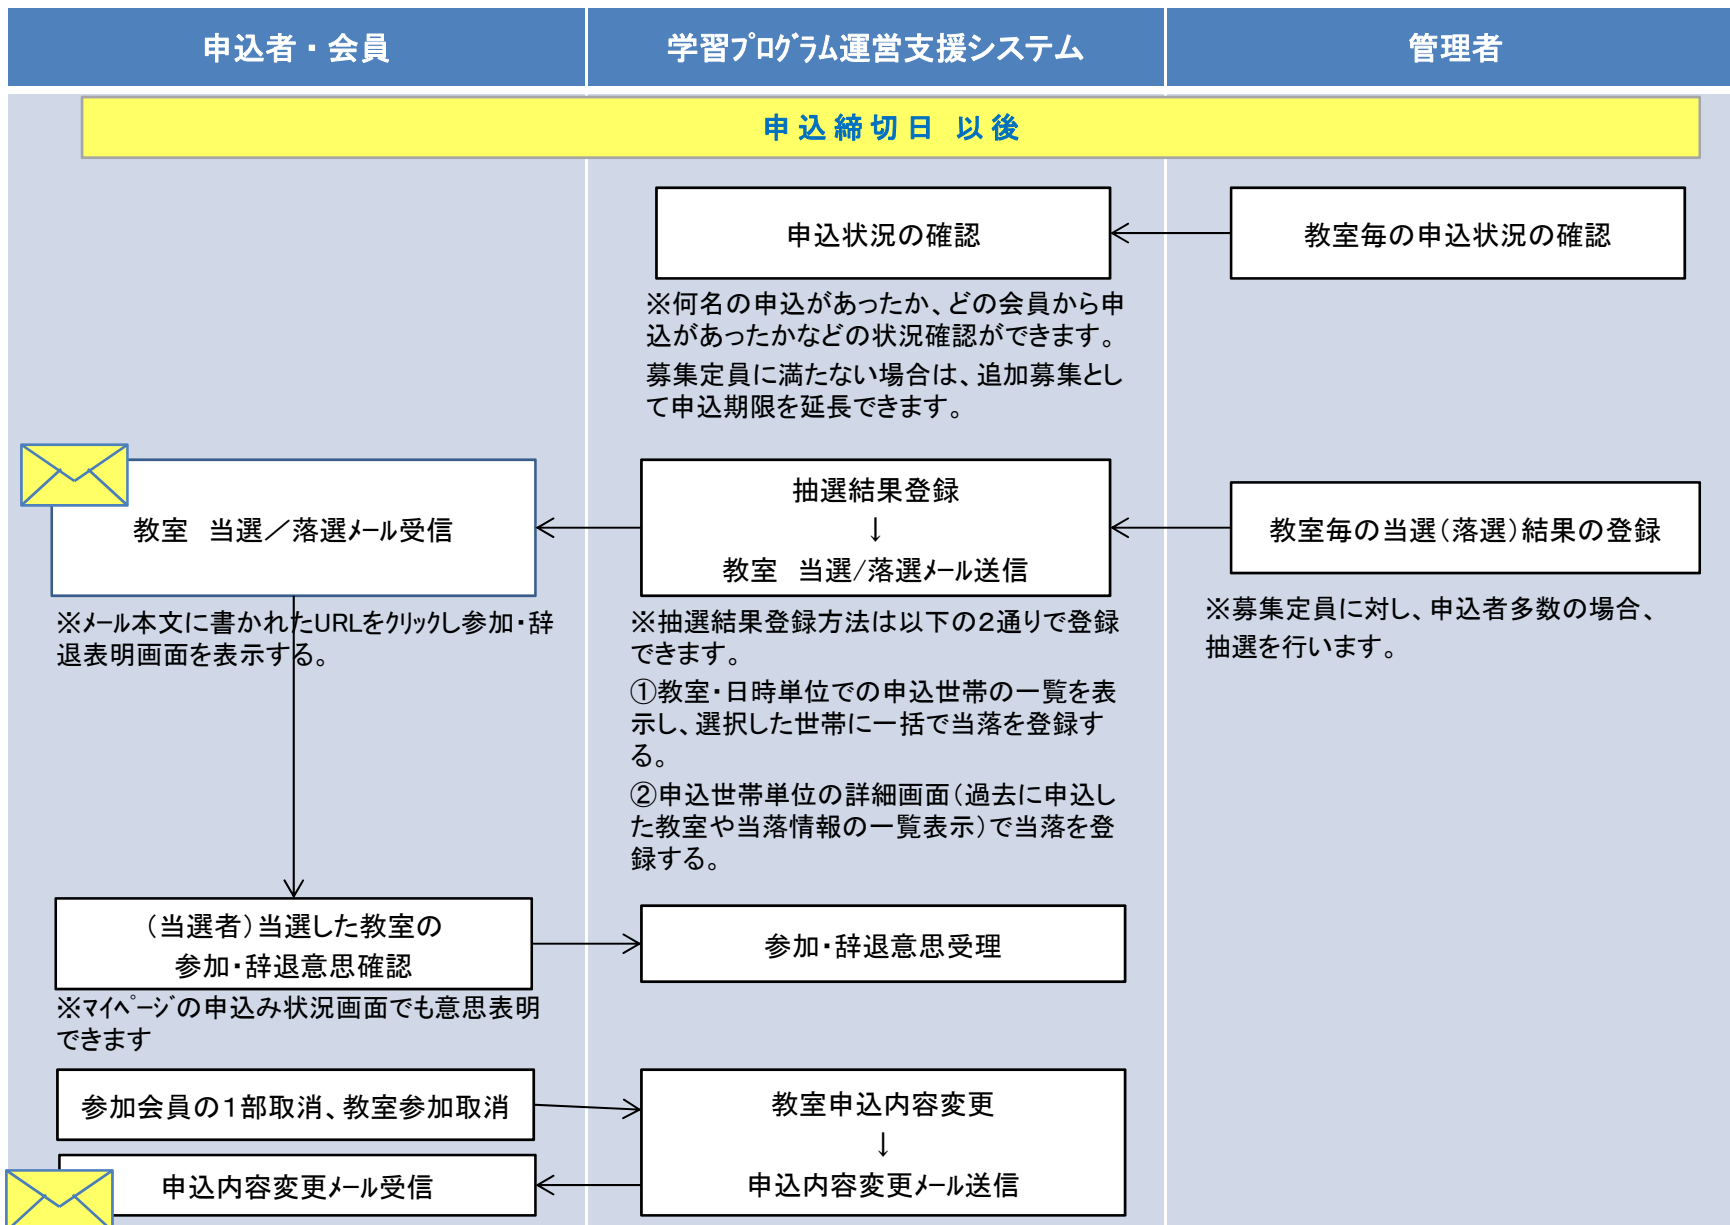 申込者・会員
学習ﾌﾟﾛｸﾞﾗﾑ運営支援システム
管理者
申込締切日 以後
申込状況の確認
教室毎の申込状況の確認
※何名の申込があったか、どの会員から申
込があったかなどの状況確認ができます。
募集定員に満たない場合は、追加募集とし
て申込期限を延長できます。
教室　当選／落選ﾒｰﾙ受信
抽選結果登録
↓
教室　当選/落選ﾒｰﾙ送信
教室毎の当選（落選）結果の登録
※ﾒｰﾙ本文に書かれたURLをｸﾘｯｸし参加・辞
退表明画面を表示する。
※抽選結果登録方法は以下の２通りで登録
できます。
①教室・日時単位での申込世帯の一覧を表
示し、選択した世帯に一括で当落を登録す
る。
②申込世帯単位の詳細画面（過去に申込し
た教室や当落情報の一覧表示）で当落を登
録する。
※募集定員に対し、申込者多数の場合、
抽選を行います。
（当選者）当選した教室の
参加・辞退意思確認
参加・辞退意思受理
※ﾏｲﾍﾟｰｼﾞの申込み状況画面でも意思表明
できます
参加会員の１部取消、教室参加取消
教室申込内容変更
↓
申込内容変更ﾒｰﾙ送信
申込内容変更ﾒｰﾙ受信